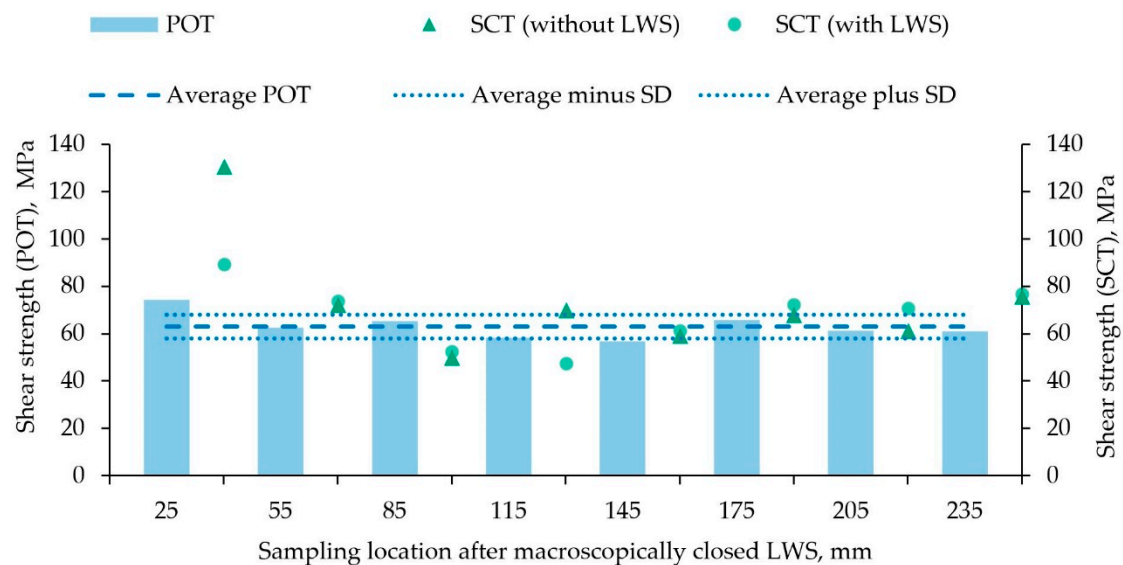 POT
SCT (without LWS)
SCT (with LWS)
Average POT
Average minus SD
Average plus SD
Shear strength (POT), MPa
140
120
100
80
60
40
20
0
140
120
100
80
60
40
20
0
Shear strength (SCT), MPa
25 55 85 115 145 175 205 235
Sampling location after macroscopically closed LWS, mm